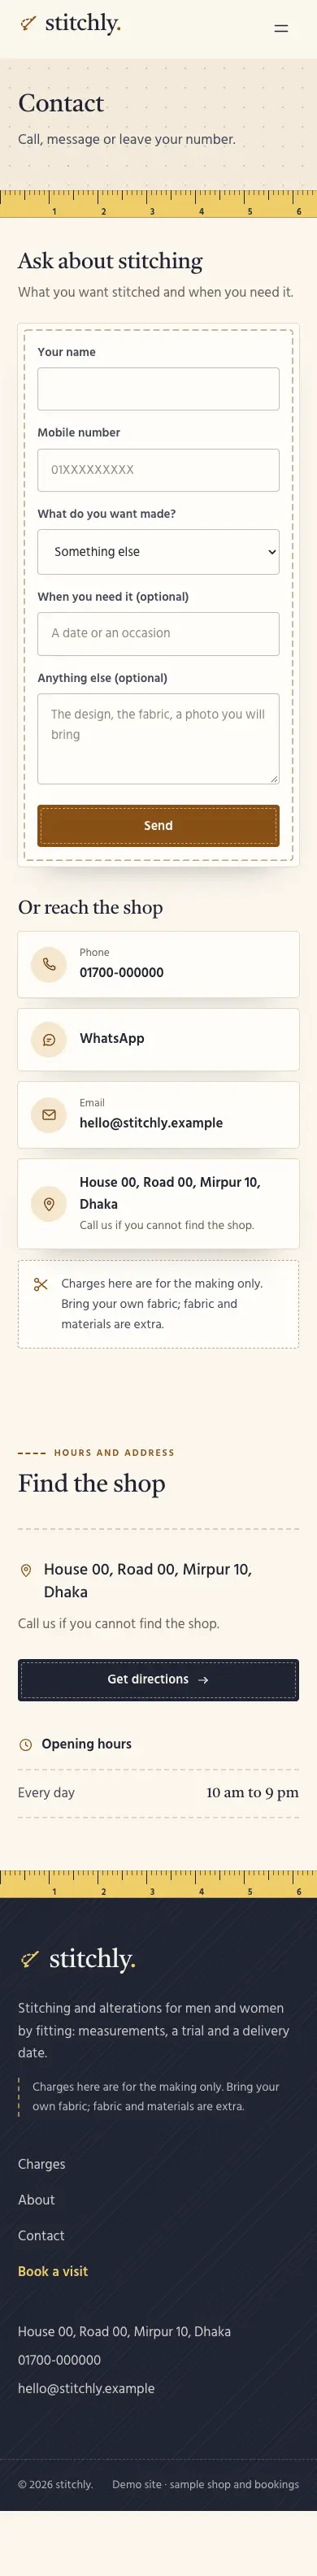 stitchly.
Contact
Call, message or leave your number.
1 2 3 4 5 6
Ask about stitching
What you want stitched and when you need it.
Your name
Mobile number
01XXXXXXXXX
What do you want made?
Something else
When you need it (optional)
A date or an occasion
Anything else (optional)
The design, the fabric, a photo you will
bring
Send
Or reach the shop
Phone
01700-000000
WhatsApp
Email
hello@stitchly.example
House 00, Road 00, Mirpur 10,
Dhaka
Call us if you cannot find the shop.
Charges here are for the making only.
Bring your own fabric; fabric and
materials are extra.
HOURS AND ADDRESS
Find the shop
House 00, Road 00, Mirpur 10,
Dhaka
Call us if you cannot find the shop.
Get directions →
Opening hours
Every day 10 am to 9 pm
1 2 3 4 5 6
stitchly.
Stitching and alterations for men and women
by fitting: measurements, a trial and a delivery
date.
Charges here are for the making only. Bring your
own fabric; fabric and materials are extra.
Charges
About
Contact
Book a visit
House 00, Road 00, Mirpur 10, Dhaka
01700-000000
hello@stitchly.example
© 2026 stitchly. Demo site · sample shop and bookings